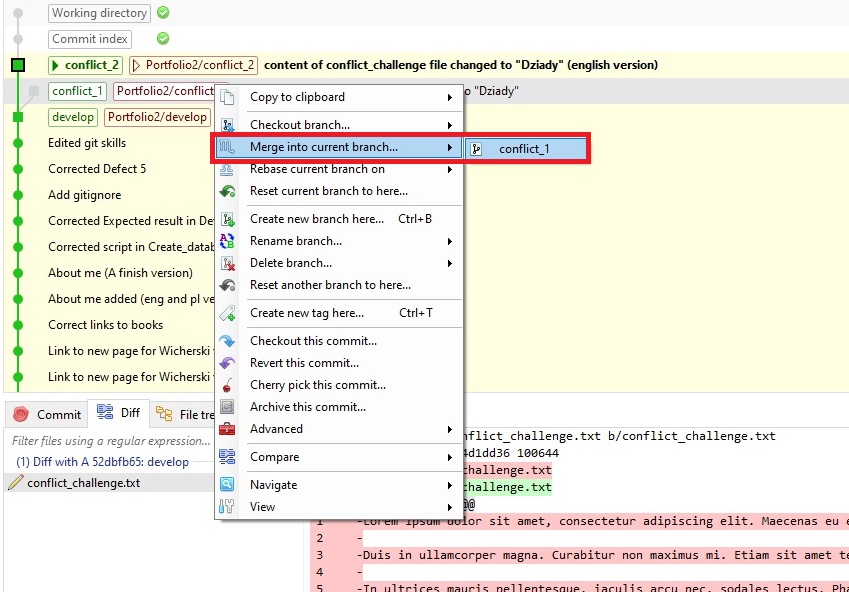 Working directory
Commit index
conflict_2 Portfolio2/conflict_2 content of conflict_challenge file changed to "Dziady" (english version)
conflict_1 Portfolio2/conflict o "Dziady"
develop Portfolio2/develop
Edited git skills
Corrected Defect 5
Add gitignore
Corrected Expected result in De
Corrected script in Create_datab
About me (A finish version)
About me added (eng and pl ve
Correct links to books
Link to new page for Wicherski
Link to new page for Wicherski
Copy to clipboard
Checkout branch...
Merge into current branch... conflict_1
Rebase current branch on
Reset current branch to here...
Create new branch here... Ctrl+B
Rename branch...
Delete branch...
Reset another branch to here...
Create new tag here... Ctrl+T
Checkout this commit...
Revert this commit...
Cherry pick this commit...
Archive this commit...
Advanced
Compare
Navigate
View
Commit Diff File tre
Filter files using a regular expression...
(1) Diff with A 52dbfb65: develop
conflict_challenge.txt
nflict_challenge.txt b/conflict_challenge.txt
4d1dd36 100644
challenge.txt
challenge.txt
@@
1 -Lorem ipsum dolor sit amet, consectetur adipiscing elit. Maecenas eu e
2 -
3 -Duis in ullamcorper magna. Curabitur non maximus mi. Etiam sit amet te
4 -
5 -In ultrices mauris pellentesque, iaculis arcu nec, sodales lectus. Pha